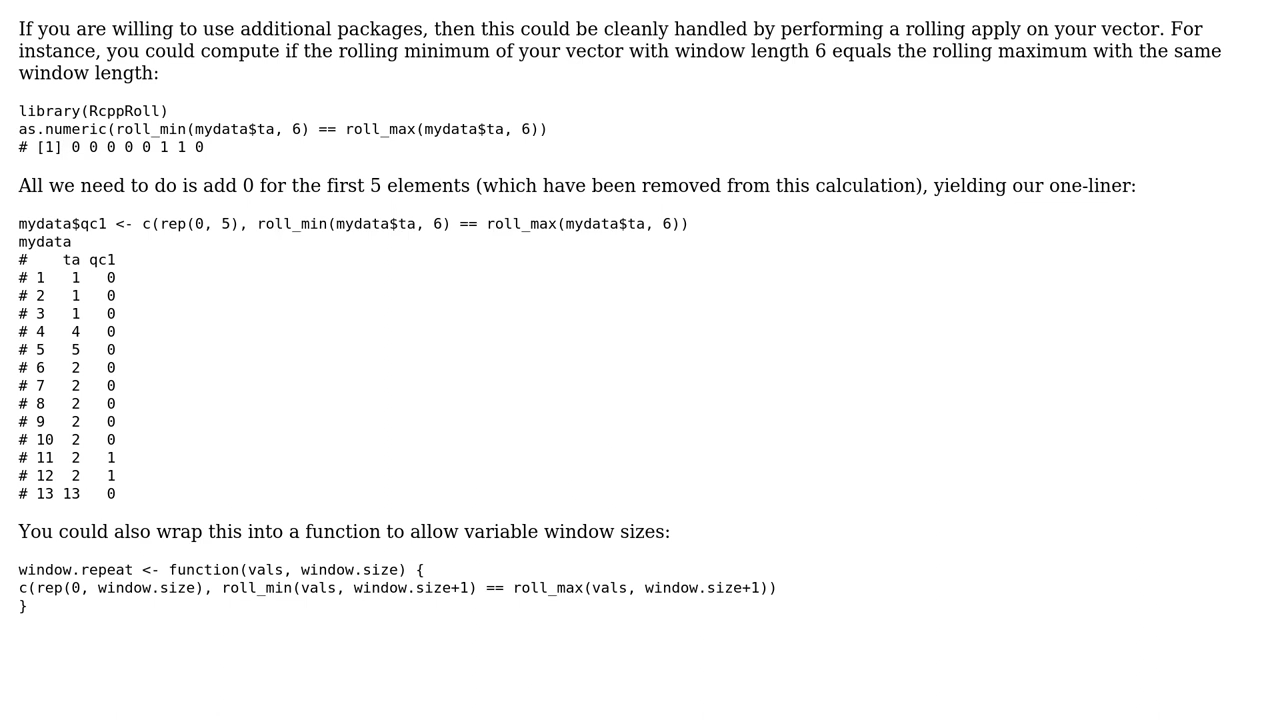 If you are willing to use additional packages, then this could be cleanly handled by performing a rolling apply on your vector. For
instance, you could compute if the rolling minimum of your vector with window length 6 equals the rolling maximum with the same
window length:
library(RcppRoll)
as.numeric(roll_min(mydata$ta, 6) == roll_max(mydata$ta, 6))
# [1] 0 0 0 0 0 1 1 0
All we need to do is add 0 for the first 5 elements (which have been removed from this calculation), yielding our one-liner:
mydata$qc1 <- c(rep(0, 5), roll_min(mydata$ta, 6) == roll_max(mydata$ta, 6))
mydata
#    ta qc1
# 1   1   0
# 2   1   0
# 3   1   0
# 4   4   0
# 5   5   0
# 6   2   0
# 7   2   0
# 8   2   0
# 9   2   0
# 10  2   0
# 11  2   1
# 12  2   1
# 13 13   0
You could also wrap this into a function to allow variable window sizes:
window.repeat <- function(vals, window.size) {
c(rep(0, window.size), roll_min(vals, window.size+1) == roll_max(vals, window.size+1))
}